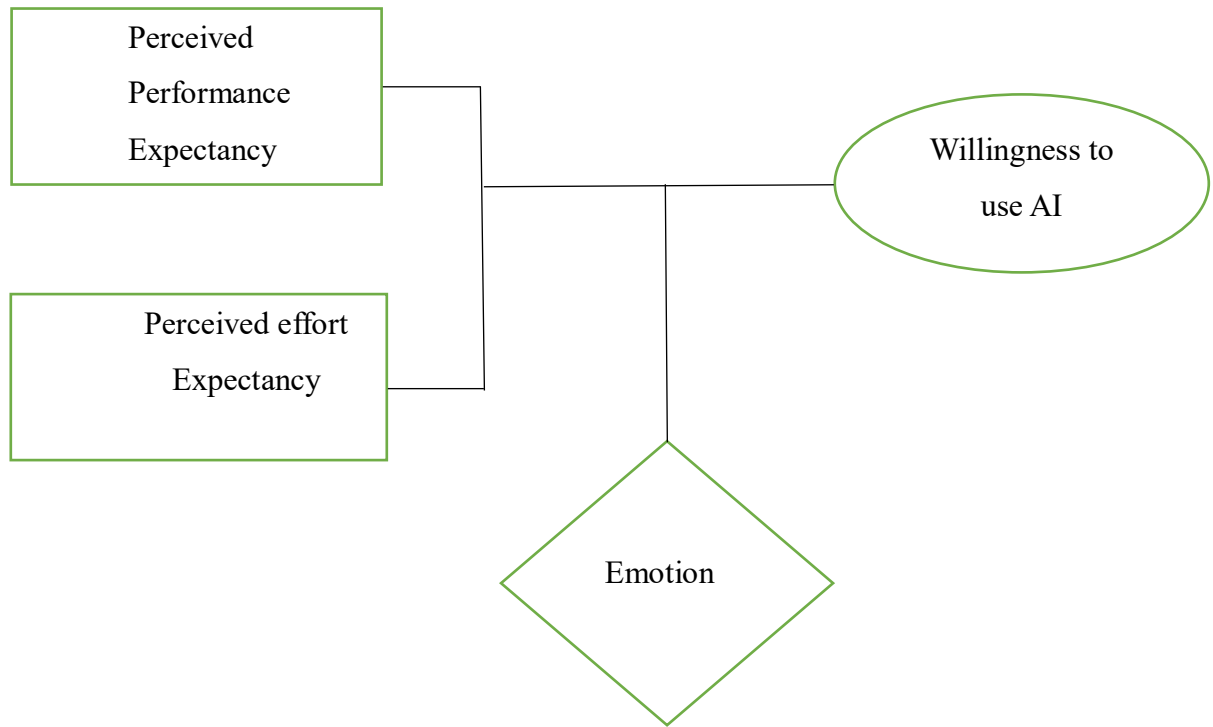 Perceived
Performance
Expectancy
Willingness to
use AI
Perceived effort
Expectancy
Emotion